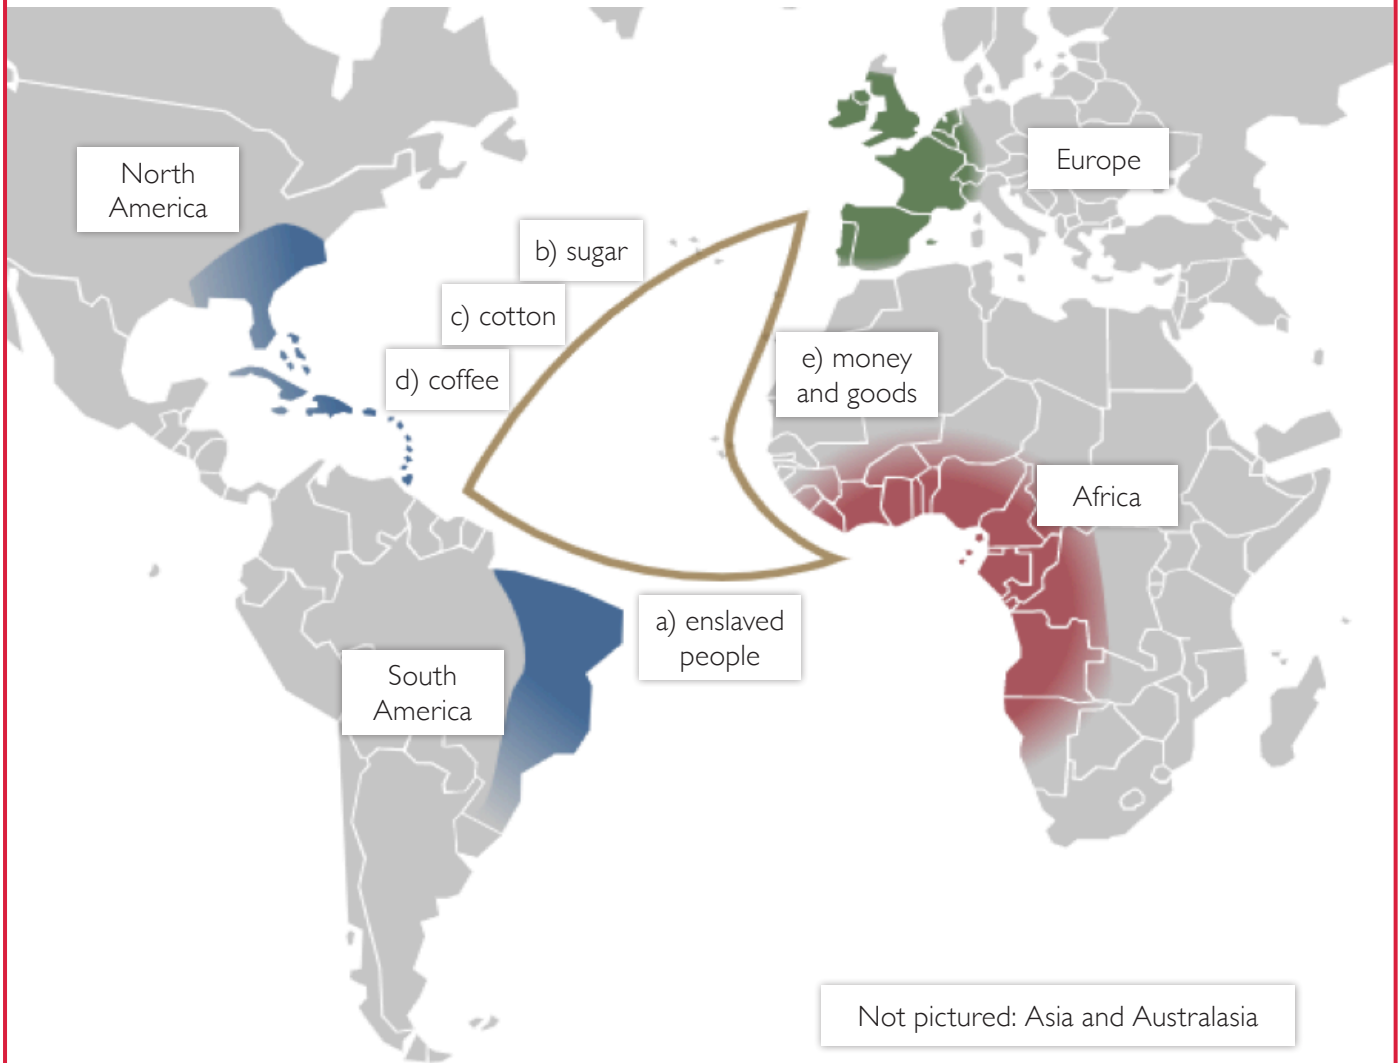 North
America
Europe
b) sugar
c) cotton
d) coffee
e) money
and goods
Africa
a) enslaved
people
South
America
Not pictured: Asia and Australasia